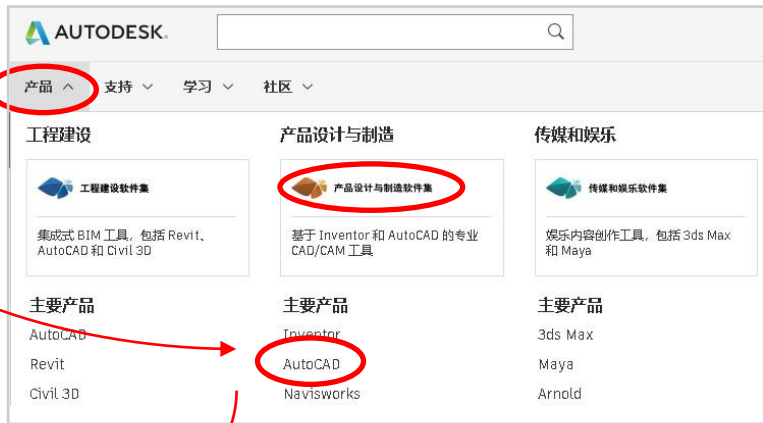 AUTODESK.
产品 支持 学习 社区
工程建设
工程建设软件集
集成式 BIM 工具，包括 Revit、
AutoCAD 和 Civil 3D
主要产品
AutoCAD
Revit
Civil 3D
产品设计与制造
产品设计与制造软件集
基于 Inventor 和 AutoCAD 的专业
CAD/CAM 工具
主要产品
Inventor
AutoCAD
Navisworks
传媒和娱乐
传媒和娱乐软件集
娱乐内容创作工具，包括 3ds Max
和 Maya
主要产品
3ds Max
Maya
Arnold